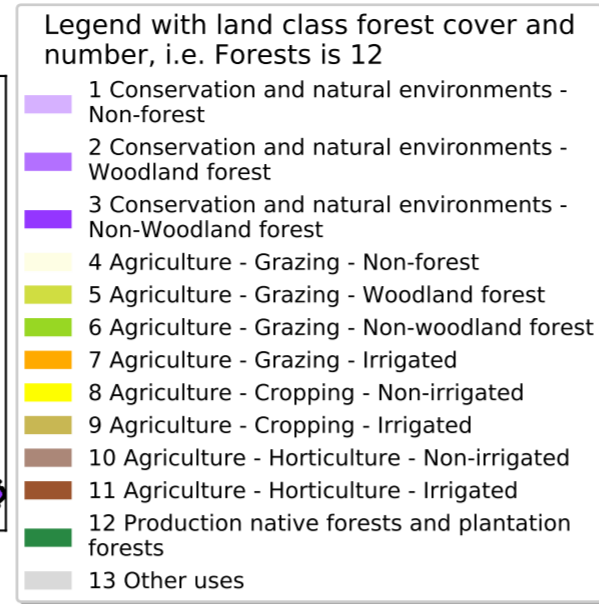 Legend with land class forest cover and
number, i.e. Forests is 12
1 Conservation and natural environments -
Non-forest
2 Conservation and natural environments -
Woodland forest
3 Conservation and natural environments -
Non-Woodland forest
4 Agriculture - Grazing - Non-forest
5 Agriculture - Grazing - Woodland forest
6 Agriculture - Grazing - Non-woodland forest
7 Agriculture - Grazing - Irrigated
8 Agriculture - Cropping - Non-irrigated
9 Agriculture - Cropping - Irrigated
10 Agriculture - Horticulture - Non-irrigated
11 Agriculture - Horticulture - Irrigated
12 Production native forests and plantation
forests
13 Other uses